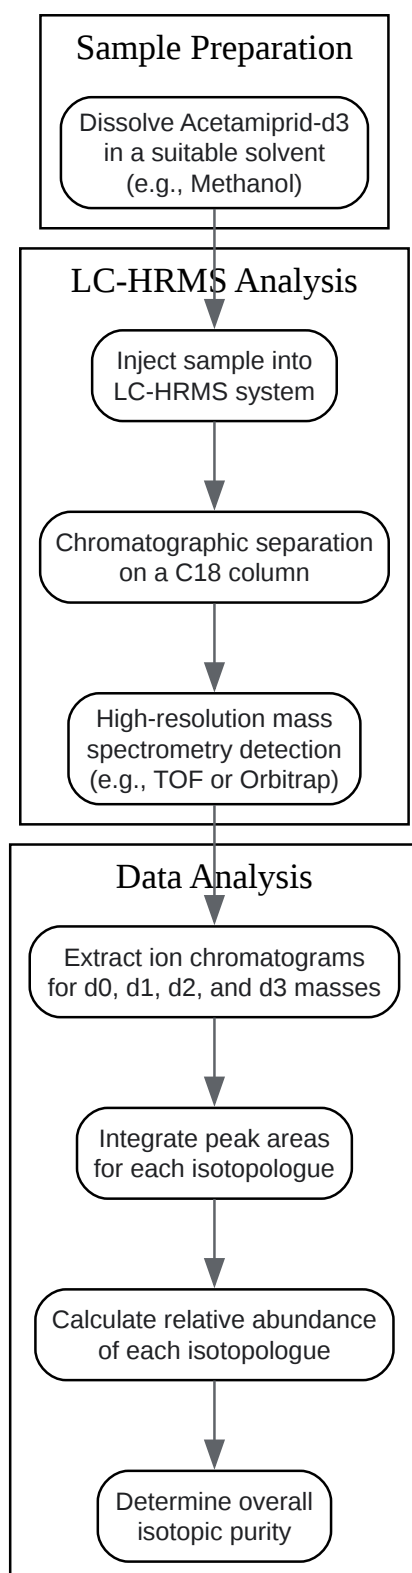 Sample Preparation
Dissolve Acetamiprid-d3
in a suitable solvent
(e.g., Methanol)
LC-HRMS Analysis
Inject sample into
LC-HRMS system
Chromatographic separation
on a C18 column
High-resolution mass
spectrometry detection
(e.g., TOF or Orbitrap)
Data Analysis
Extract ion chromatograms
for d0, d1, d2, and d3 masses
Integrate peak areas
for each isotopologue
Calculate relative abundance
of each isotopologue
Determine overall
isotopic purity